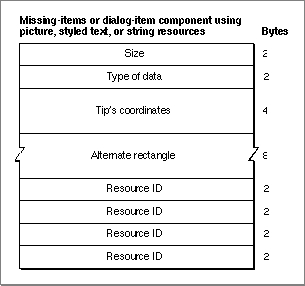 Missing-items or dialog-item component using
picture, styled text, or string resources Bytes
Size 2
Type of data 2
Tip's coordinates 4
Alternate rectangle 8
Resource ID 2
Resource ID 2
Resource ID 2
Resource ID 2